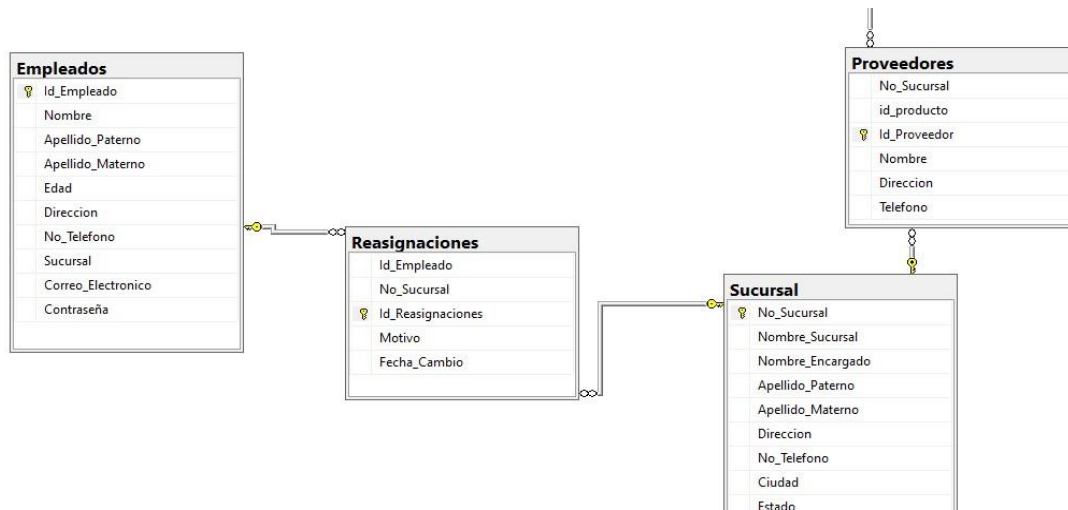 Empleados
Id_Empleado
Nombre
Apellido_Paterno
Apellido_Materno
Edad
Direccion
No_Telefono
Sucursal
Correo_Electronico
Contraseña
Reasignaciones
Id_Empleado
No_Sucursal
Id_Reasignaciones
Motivo
Fecha_Cambio
Proveedores
No_Sucursal
id_producto
Id_Proveedor
Nombre
Direccion
Telefono
Sucursal
No_Sucursal
Nombre_Sucursal
Nombre_Encargado
Apellido_Paterno
Apellido_Materno
Direccion
No_Telefono
Ciudad
Estado